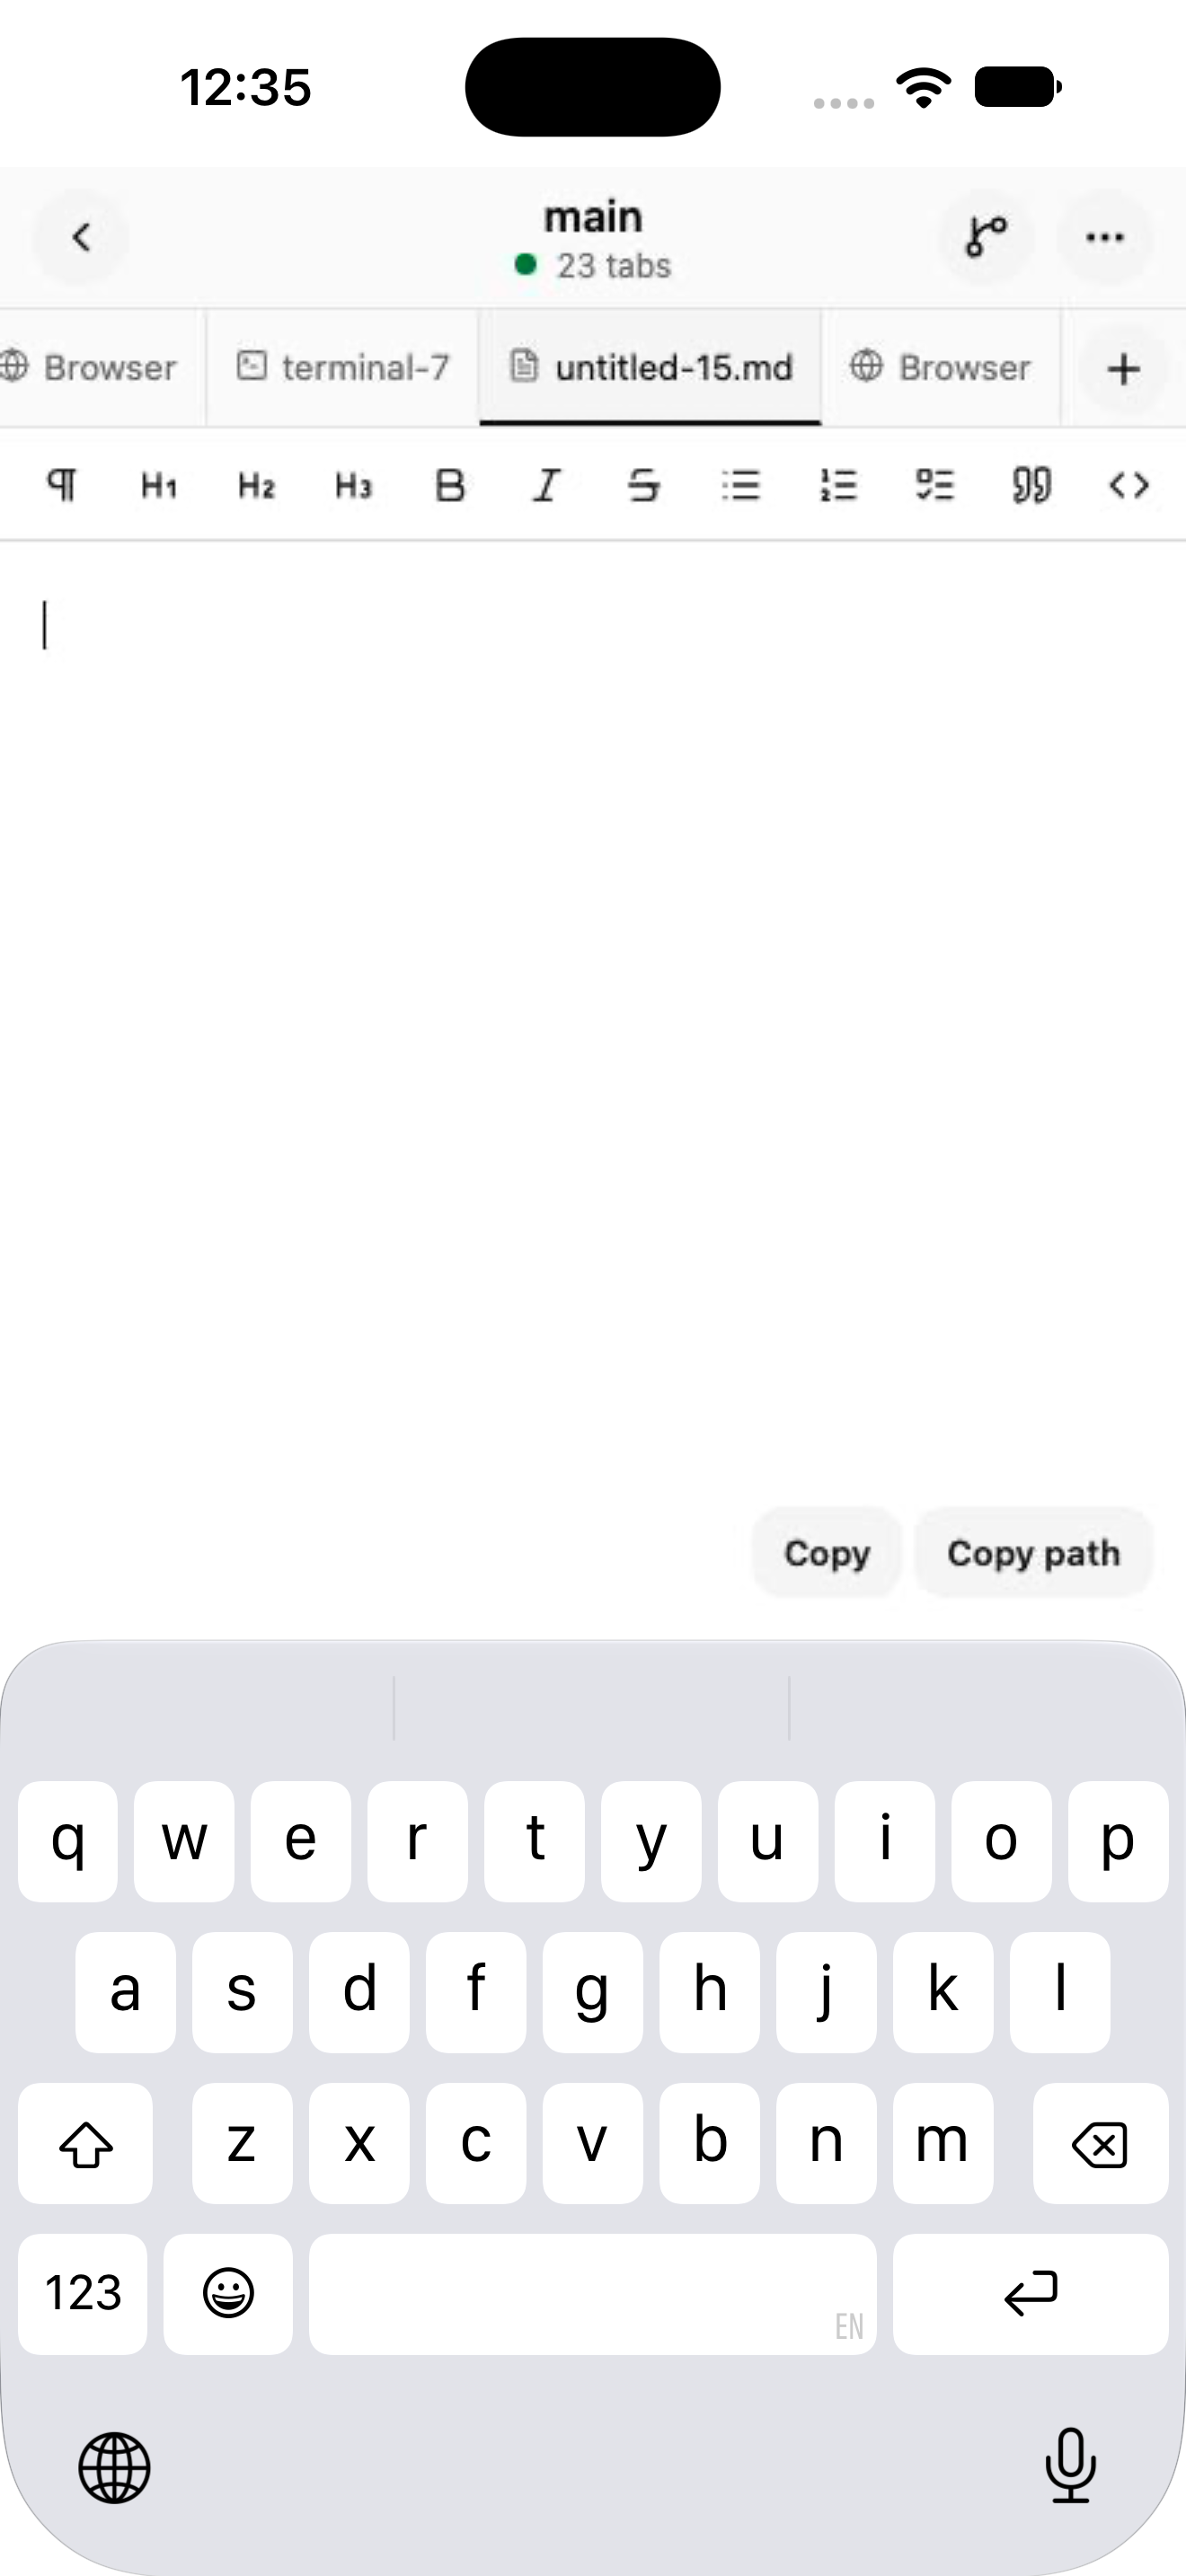 12:35
main
23 tabs
Browser
terminal-7
untitled-15.md
Browser
H1 H2 H3 B I S
Copy
Copy path
q w e r t y u i o p
a s d f g h j k l
z x c v b n m
123
EN